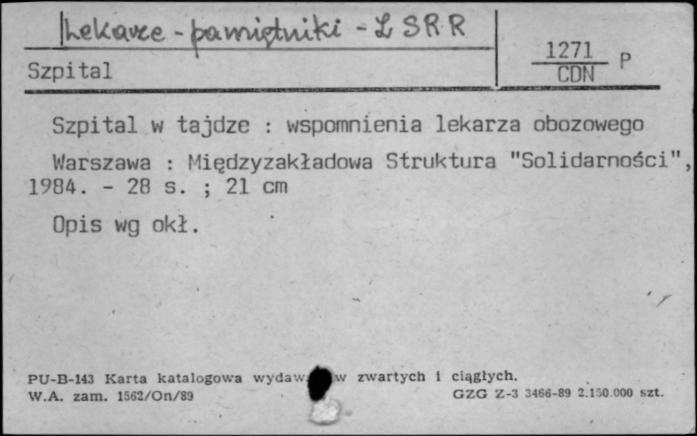 Lekarze - pamiętniki - Z S R R
Szpital
1271 P
CDN
Szpital w tajdze : wspomnienia lekarza obozowego
Warszawa : Międzyzakładowa Struktura "Solidarności",
1984. - 28 s. ; 21 cm
Opis wg okł.
PU-B-143 Karta katalogowa wydaw w zwartych i ciągłych.
W.A. zam. 1562/On/89 GZG Z-3 3466-89 2.150.000 szt.